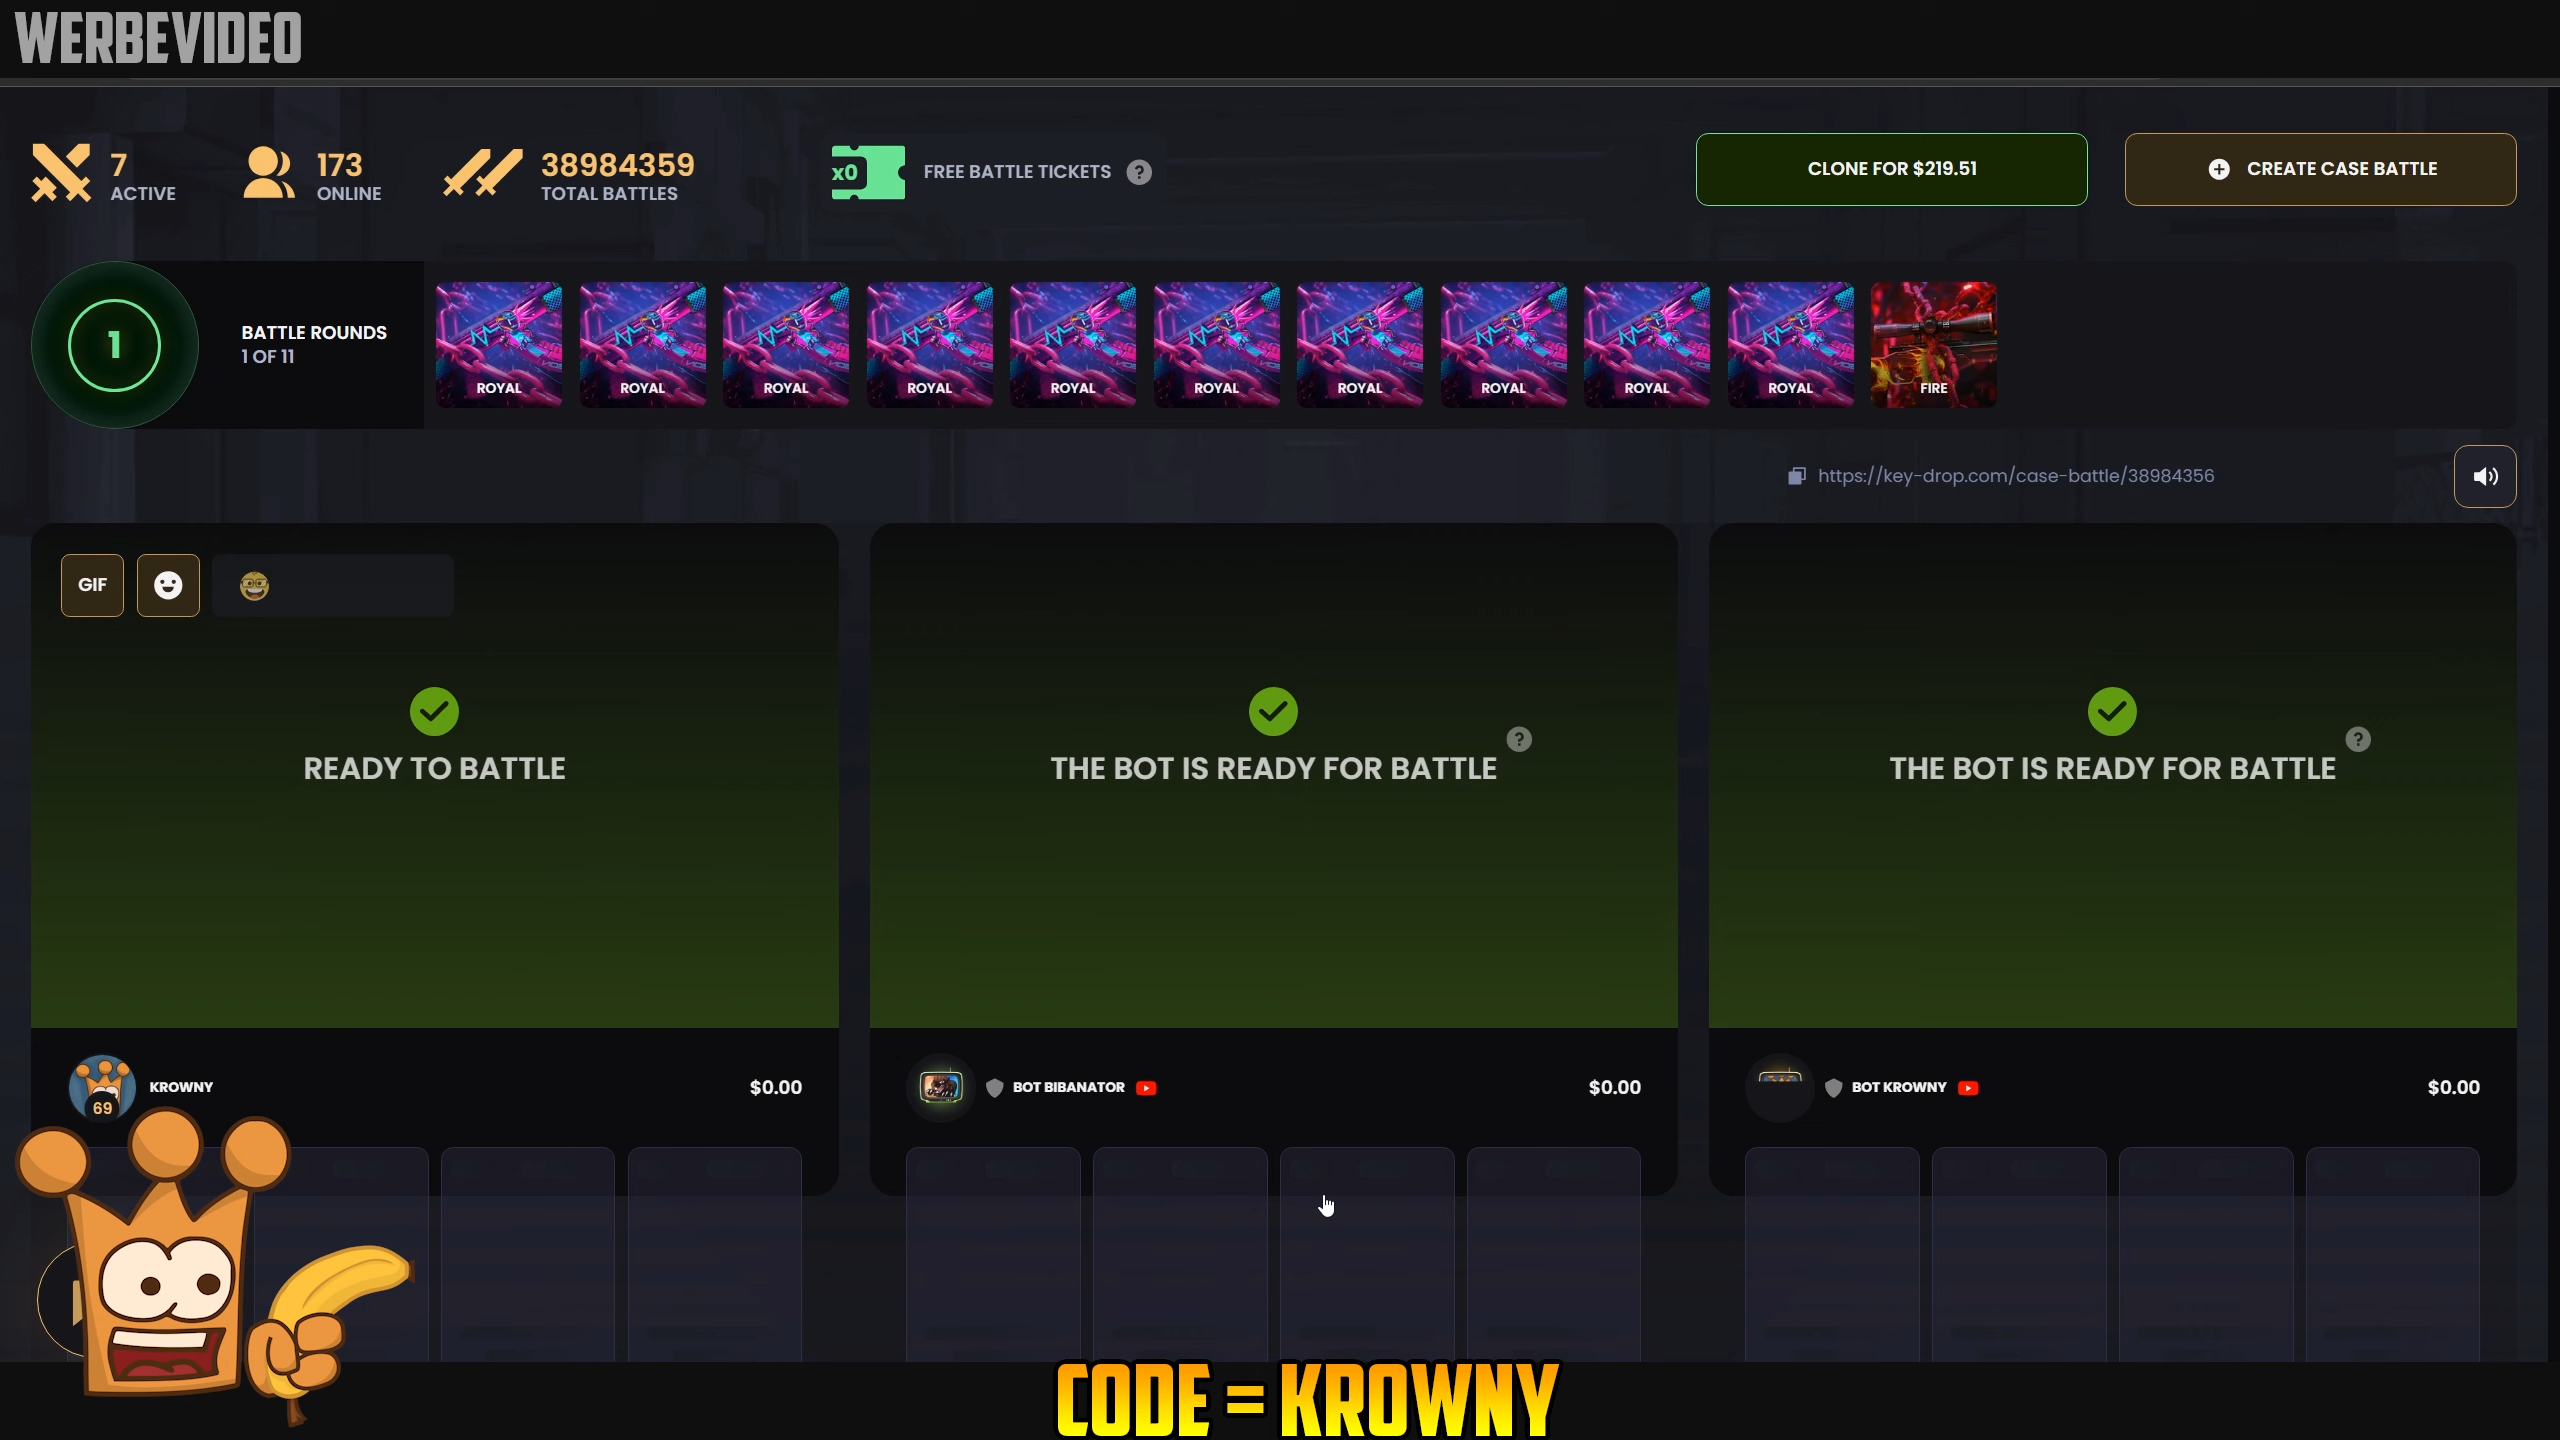 WERBEVIDEO
7
ACTIVE
173
ONLINE
38984359
TOTAL BATTLES
x0
FREE BATTLE TICKETS ?
CLONE FOR $219.51
CREATE CASE BATTLE
1
BATTLE ROUNDS
1 OF 11
ROYAL
ROYAL
ROYAL
ROYAL
ROYAL
ROYAL
ROYAL
ROYAL
ROYAL
ROYAL
FIRE
https://key-drop.com/case-battle/38984356
GIF
READY TO BATTLE
THE BOT IS READY FOR BATTLE ?
THE BOT IS READY FOR BATTLE ?
69
KROWNY
$0.00
BOT BIBANATOR
$0.00
BOT KROWNY
$0.00
CODE = KROWNY